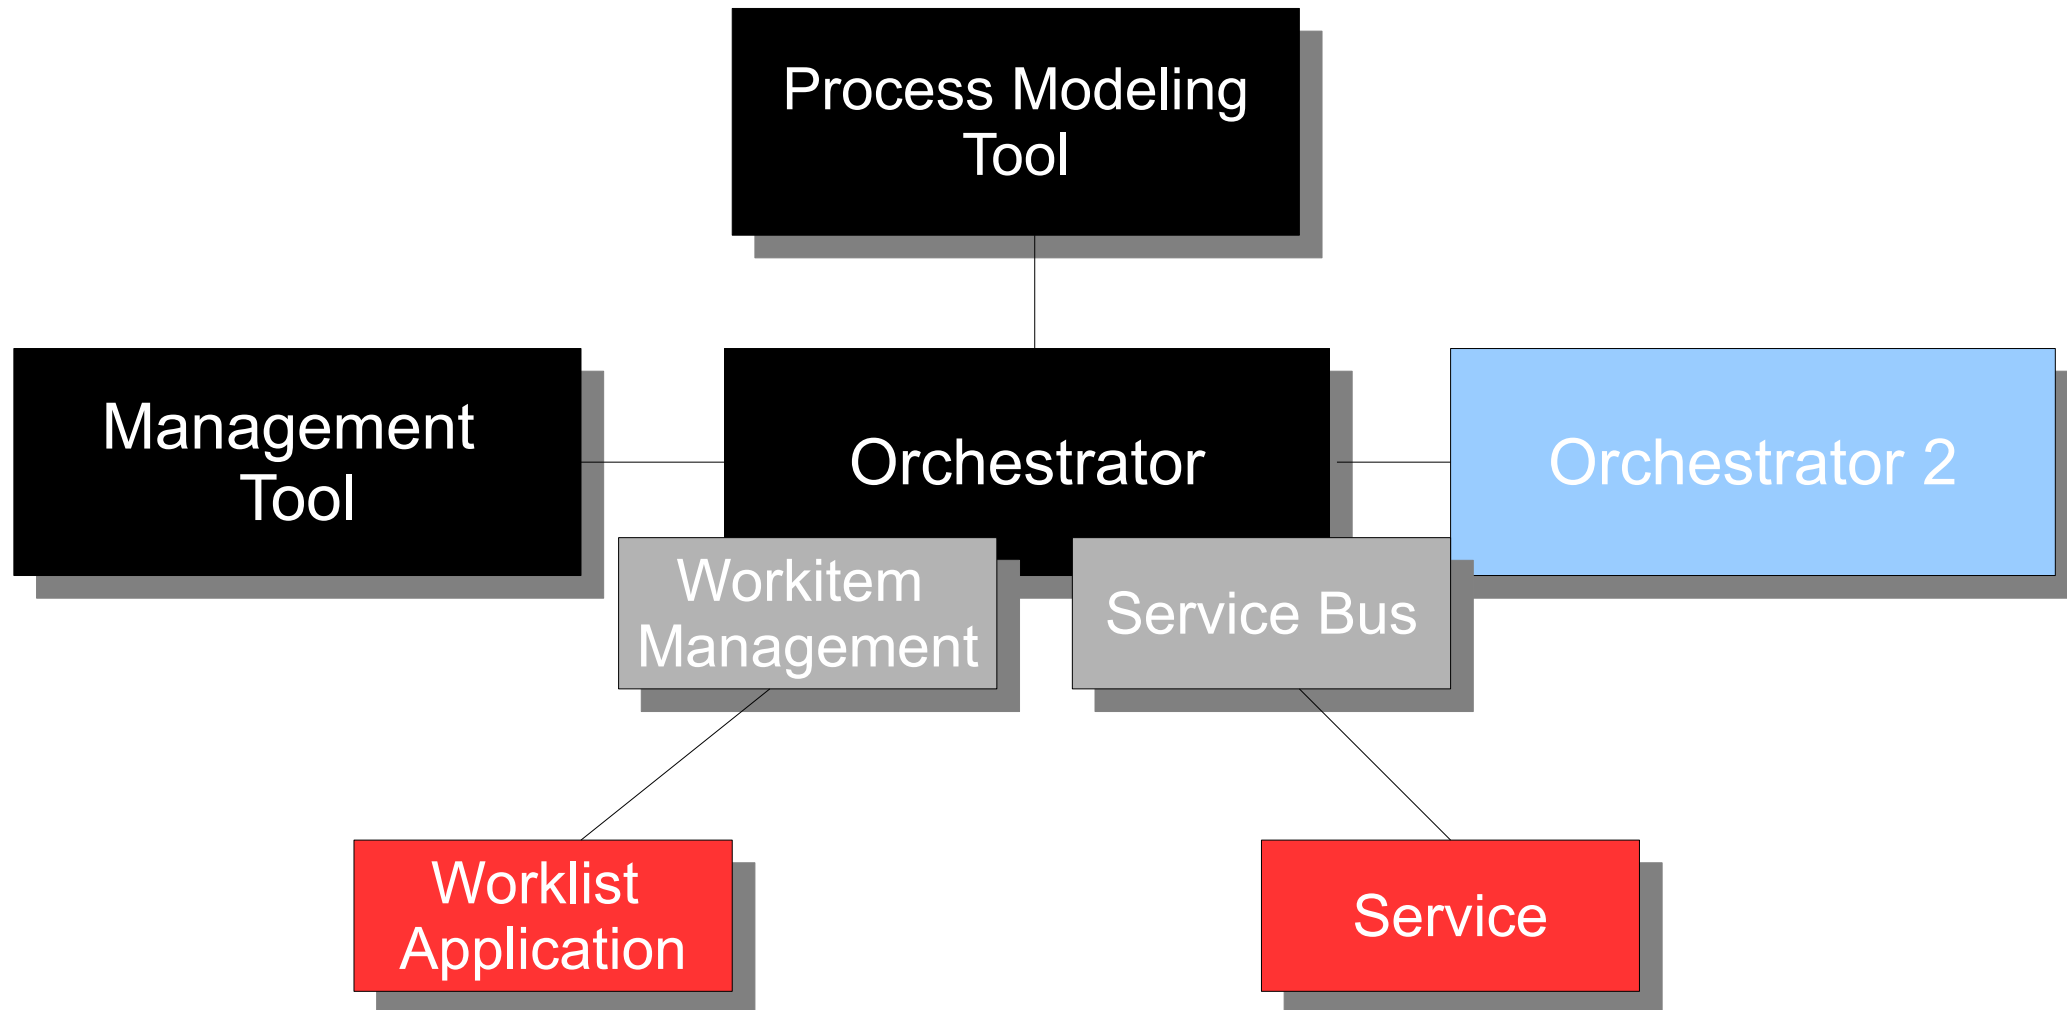 Process Modeling
Tool
Management
Tool
Orchestrator
Orchestrator 2
Workitem
Management
Service Bus
Worklist
Application
Service